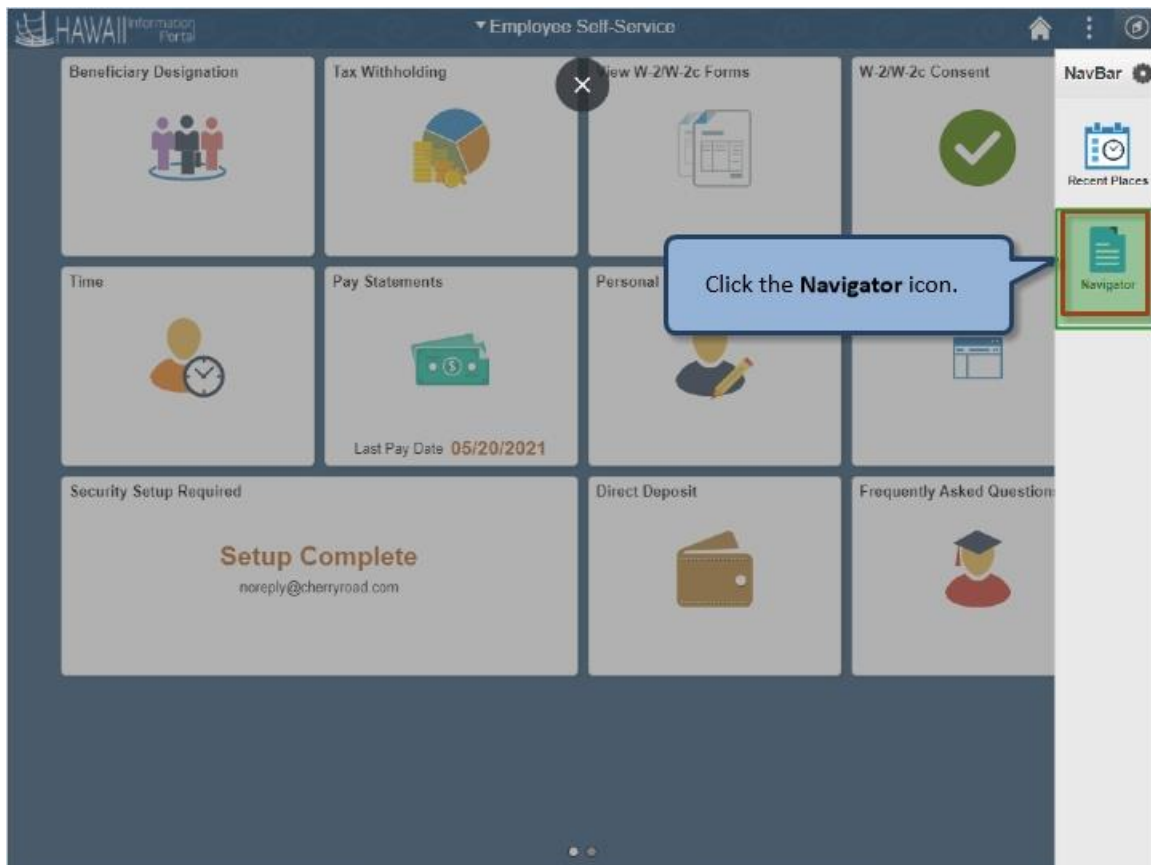 HAWAII Information Portal
Employee Self-Service
NavBar
Beneficiary Designation
Tax Withholding
View W-2/W-2c Forms
W-2/W-2c Consent
Recent Places
Navigator
Click the Navigator icon.
Time
Pay Statements
Personal
Last Pay Date 05/20/2021
Security Setup Required
Direct Deposit
Frequently Asked Question
Setup Complete
noreply@cherryroad.com